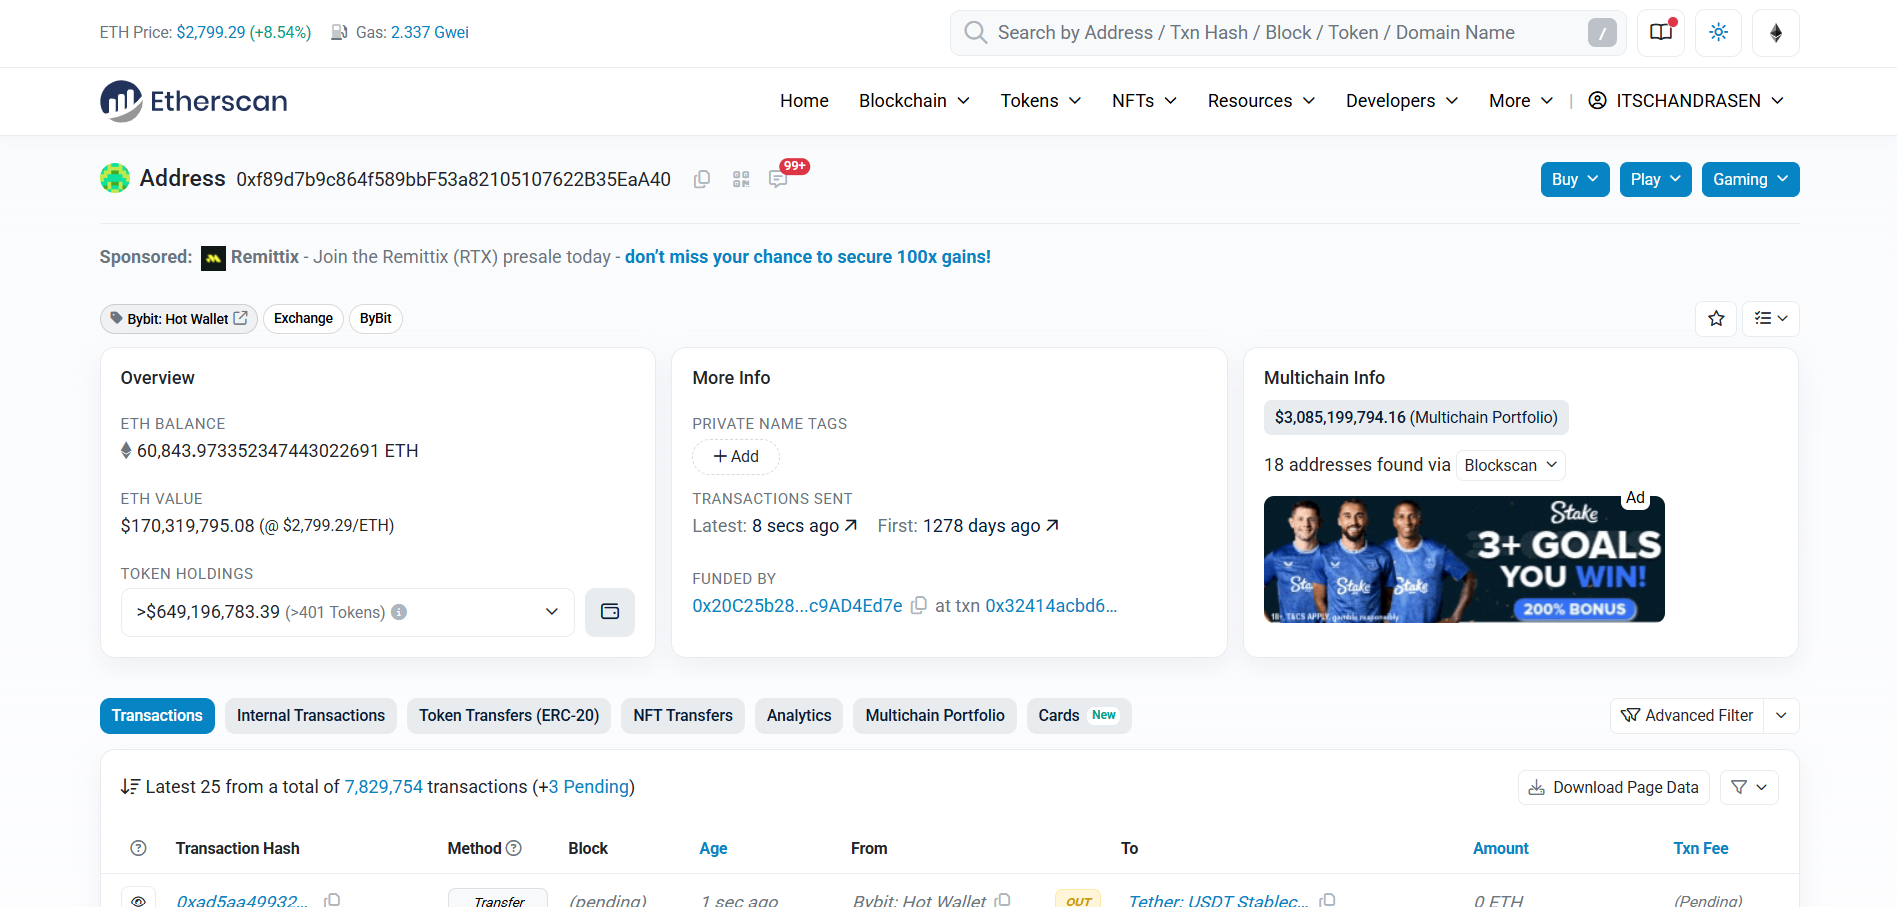 ETH Price: $2,799.29 (+8.54%) Gas: 2.337 Gwei
Search by Address / Txn Hash / Block / Token / Domain Name /
Etherscan
Home Blockchain Tokens NFTs Resources Developers More | ITSCHANDRASEN
Address 0xf89d7b9c864f589bbF53a82105107622B35EaA40 99+
Buy Play Gaming
Sponsored: Remittix - Join the Remittix (RTX) presale today - don't miss your chance to secure 100x gains!
Bybit: Hot Wallet Exchange ByBit
Overview
ETH BALANCE
60,843.973352347443022691 ETH
ETH VALUE
$170,319,795.08 (@ $2,799.29/ETH)
TOKEN HOLDINGS
>$649,196,783.39 (>401 Tokens)
More Info
PRIVATE NAME TAGS
+ Add
TRANSACTIONS SENT
Latest: 8 secs ago First: 1278 days ago
FUNDED BY
0x20C25b28...c9AD4Ed7e at txn 0x32414acbd6...
Multichain Info
$3,085,199,794.16 (Multichain Portfolio)
18 addresses found via Blockscan
Ad
Stake
3+ GOALS
YOU WIN!
200% BONUS
18+, T&CS APPLY, gamble responsibly
Stake Stake
Transactions Internal Transactions Token Transfers (ERC-20) NFT Transfers Analytics Multichain Portfolio Cards New
Advanced Filter
Latest 25 from a total of 7,829,754 transactions (+3 Pending)
Download Page Data
Transaction Hash Method Block Age From To Amount Txn Fee
0xad5aa49932... Transfer (pending) 1 sec ago Bybit: Hot Wallet OUT Tether: USDT Stablec... 0 ETH (Pending)